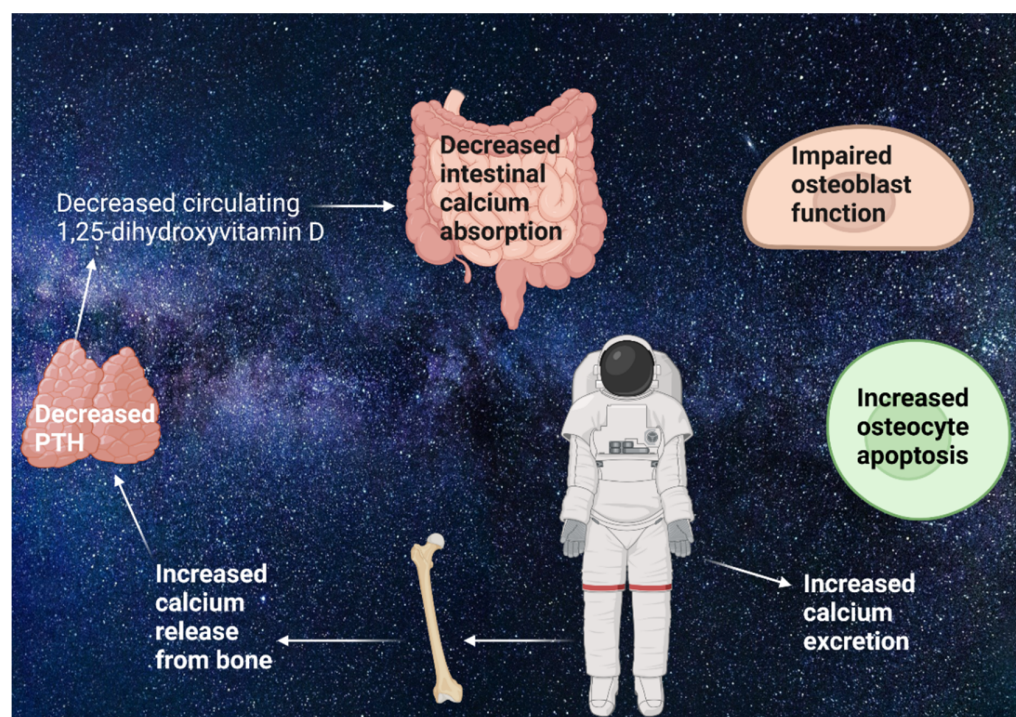 Decreased
intestinal
calcium
absorption
Impaired
osteoblast
function
Decreased circulating
1,25-dihydroxyvitamin D
Decreased
PTH
Increased
osteocyte
apoptosis
Increased
calcium
release
from bone
Increased
calcium
excretion